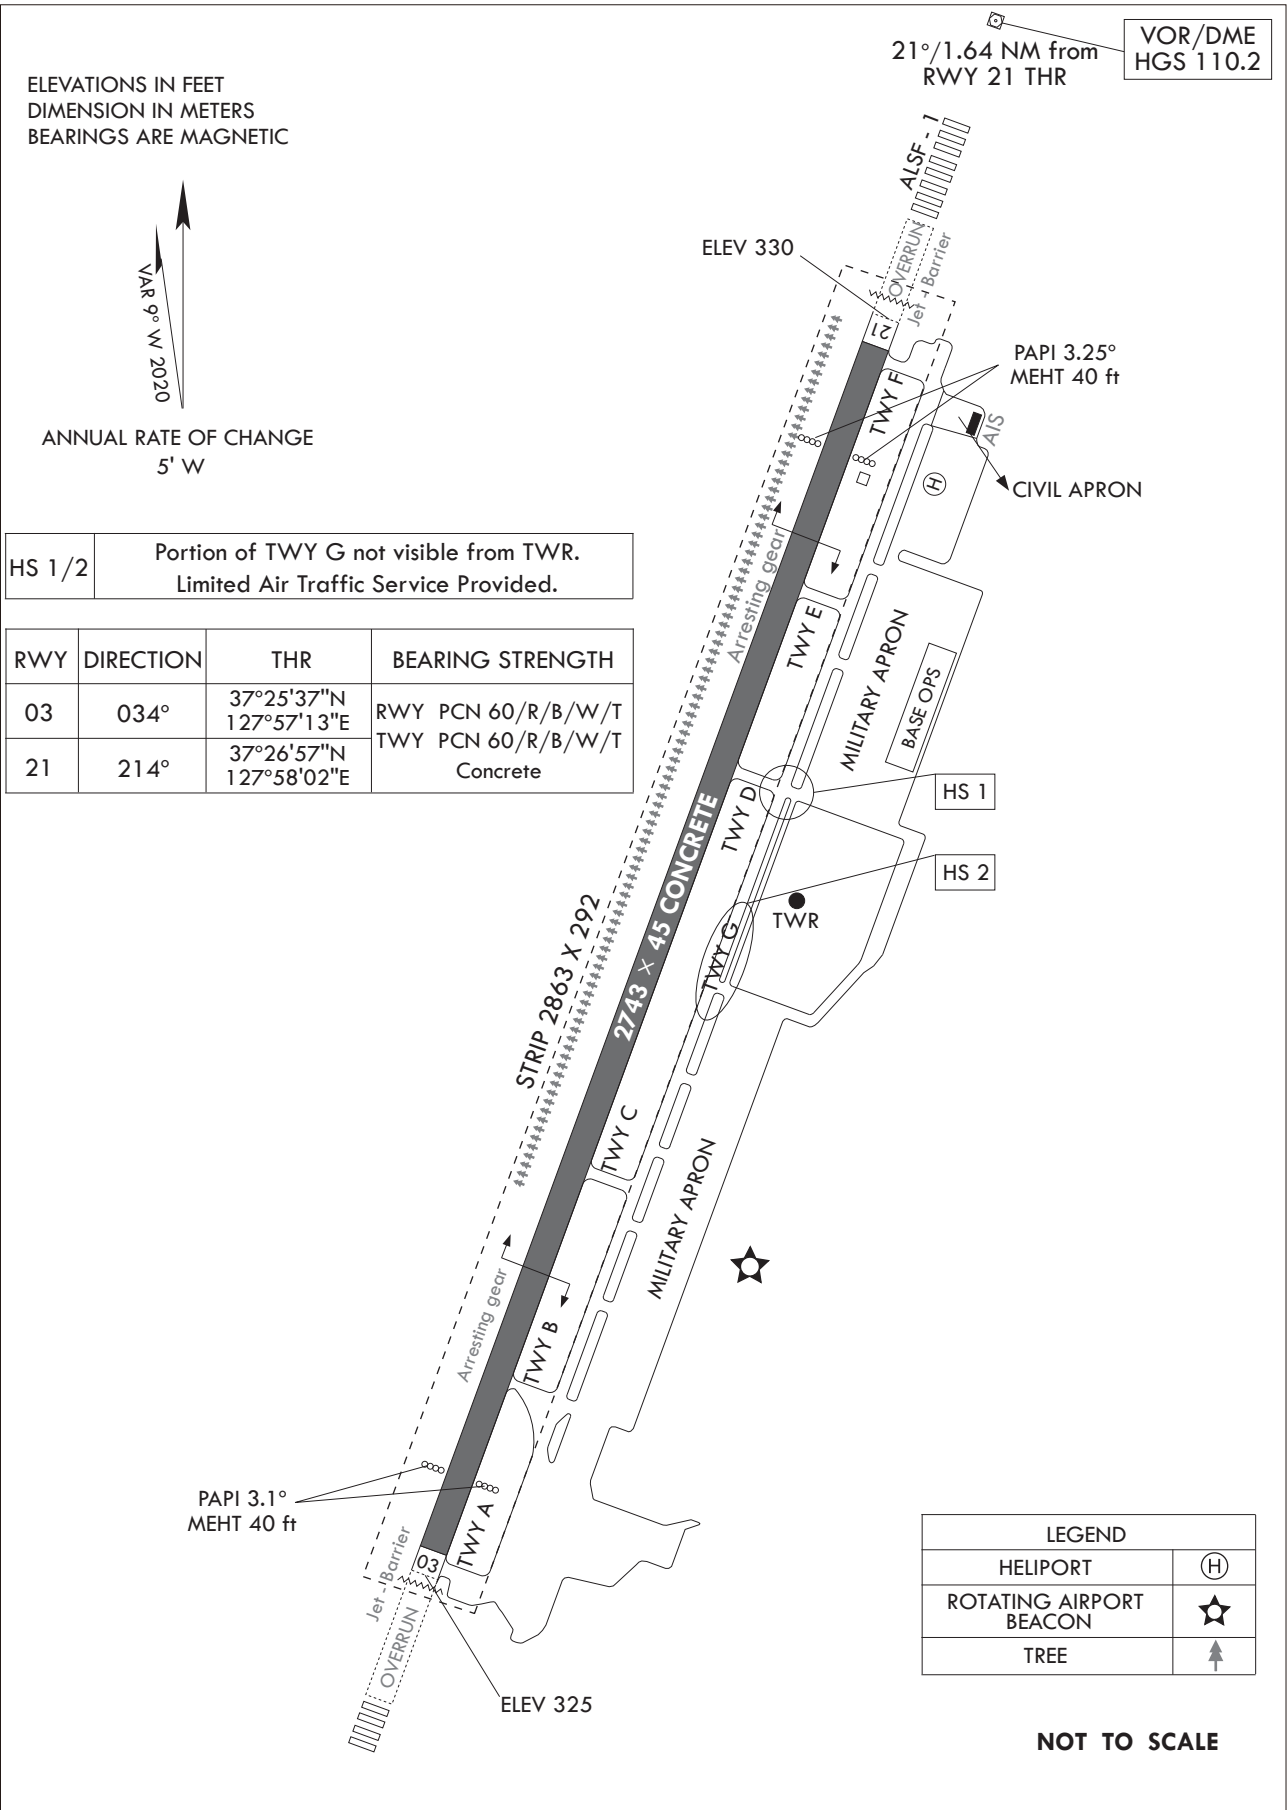 VOR/DME
HGS 110.2
21°/1.64 NM from
RWY 21 THR
ELEVATIONS IN FEET
DIMENSION IN METERS
BEARINGS ARE MAGNETIC
ALSF - 1
VAR 9° W 2020
ANNUAL RATE OF CHANGE
5' W
ELEV 330
OVERRUN
Jet - Barrier
21
PAPI 3.25°
MEHT 40 ft
TWY F
AIS
H
CIVIL APRON
HS 1/2
Portion of TWY G not visible from TWR.
Limited Air Traffic Service Provided.
Arresting gear
TWY E
MILITARY APRON
BASE OPS
RWY DIRECTION THR BEARING STRENGTH
03 034° 37°25'37"N
127°57'13"E
21 214° 37°26'57"N
127°58'02"E
RWY PCN 60/R/B/W/T
TWY PCN 60/R/B/W/T
Concrete
HS 1
TWY D
HS 2
2743 × 45 CONCRETE
TWR
TWY G
STRIP 2863 X 292
TWY C
MILITARY APRON
Arresting gear
TWY B
PAPI 3.1°
MEHT 40 ft
TWY A
03
Jet - Barrier
OVERRUN
ELEV 325
LEGEND
HELIPORT H
ROTATING AIRPORT
BEACON
TREE
NOT TO SCALE